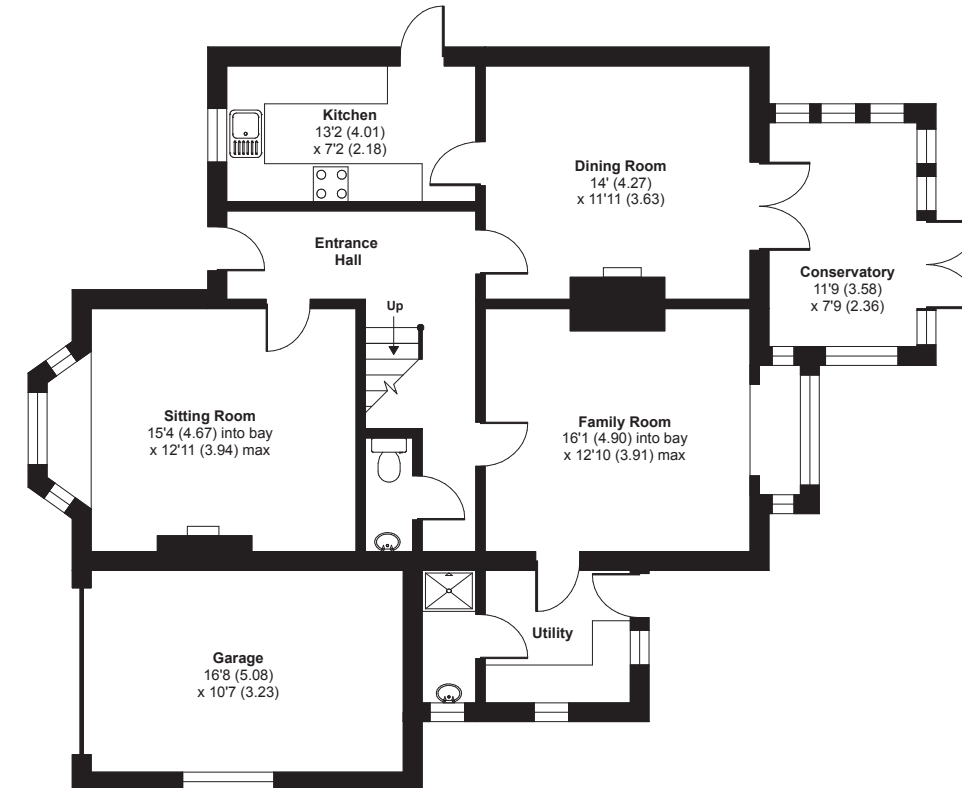 Kitchen
13'2 (4.01)
x 7'2 (2.18)
Dining Room
14' (4.27)
x 11'11 (3.63)
Entrance
Hall
Conservatory
11'9 (3.58)
x 7'9 (2.36)
Up
Sitting Room
15'4 (4.67) into bay
x 12'11 (3.94) max
Family Room
16'1 (4.90) into bay
x 12'10 (3.91) max
Utility
Garage
16'8 (5.08)
x 10'7 (3.23)